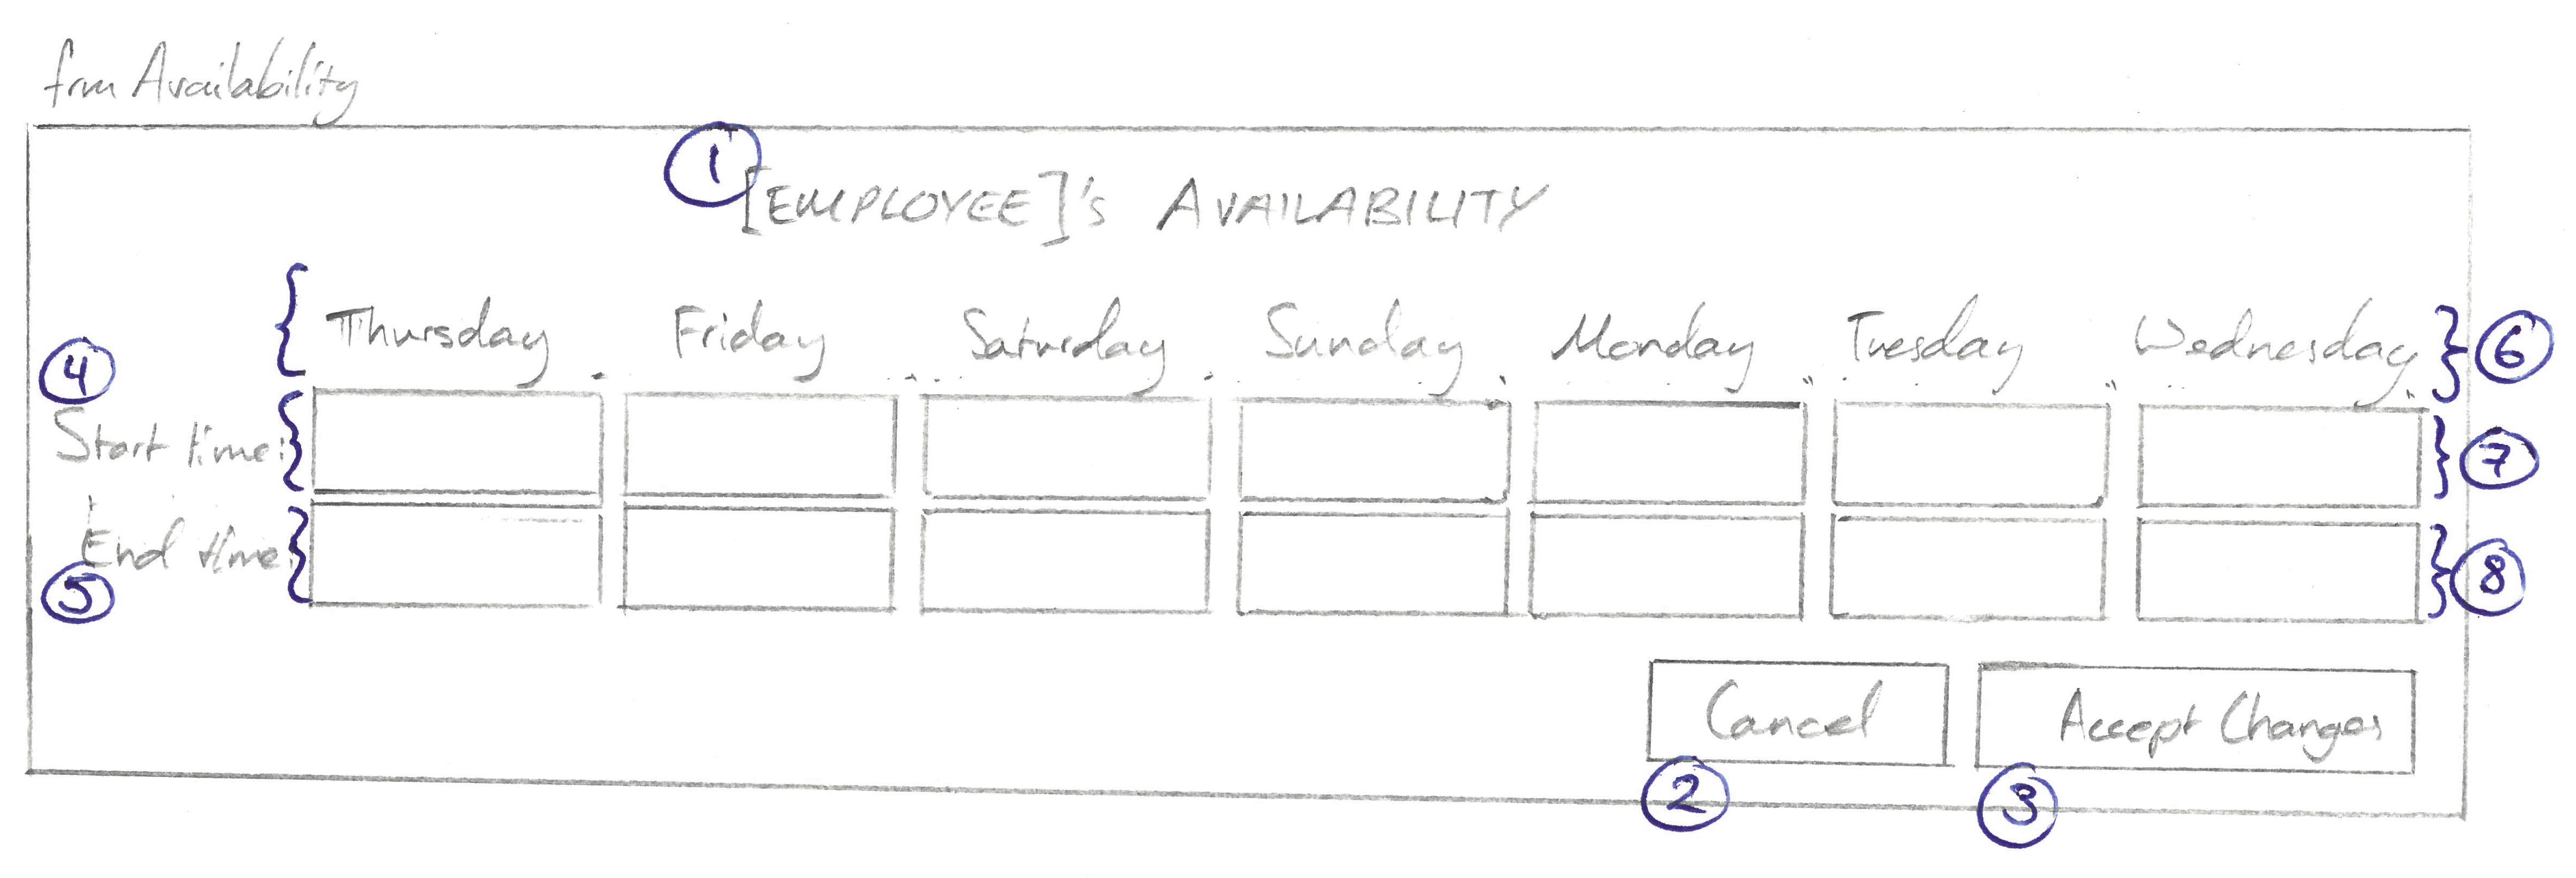 frm Availability
1
[EMPLOYEE]'s AVAILABILITY
Thursday Friday Saturday Sunday Monday Tuesday Wednesday 6
4
Start time: 7
End time: 8
5
Cancel Accept Changes
2 3